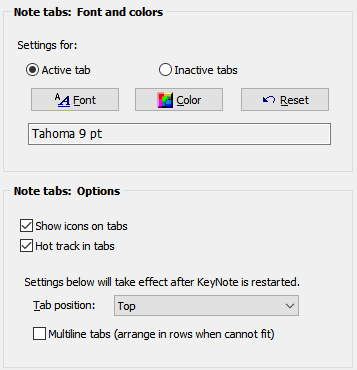 Note tabs: Font and colors
Settings for:
Active tab Inactive tabs
Font Color Reset
Tahoma 9 pt
Note tabs: Options
Show icons on tabs
Hot track in tabs
Settings below will take effect after KeyNote is restarted.
Tab position: Top
Multiline tabs (arrange in rows when cannot fit)